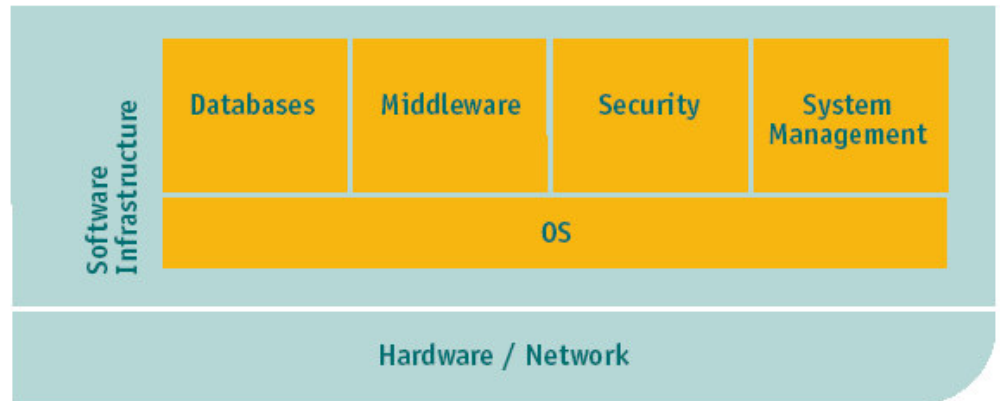 Software
Infrastructure
Databases
Middleware
Security
System
Management
OS
Hardware / Network